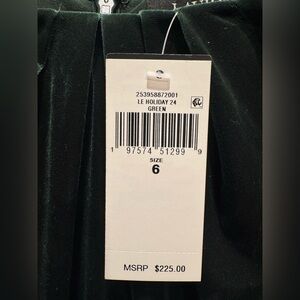 253958872001
LE HOLIDAY 24
GREEN
1 97574 51299 9
SIZE
6
MSRP $225.00